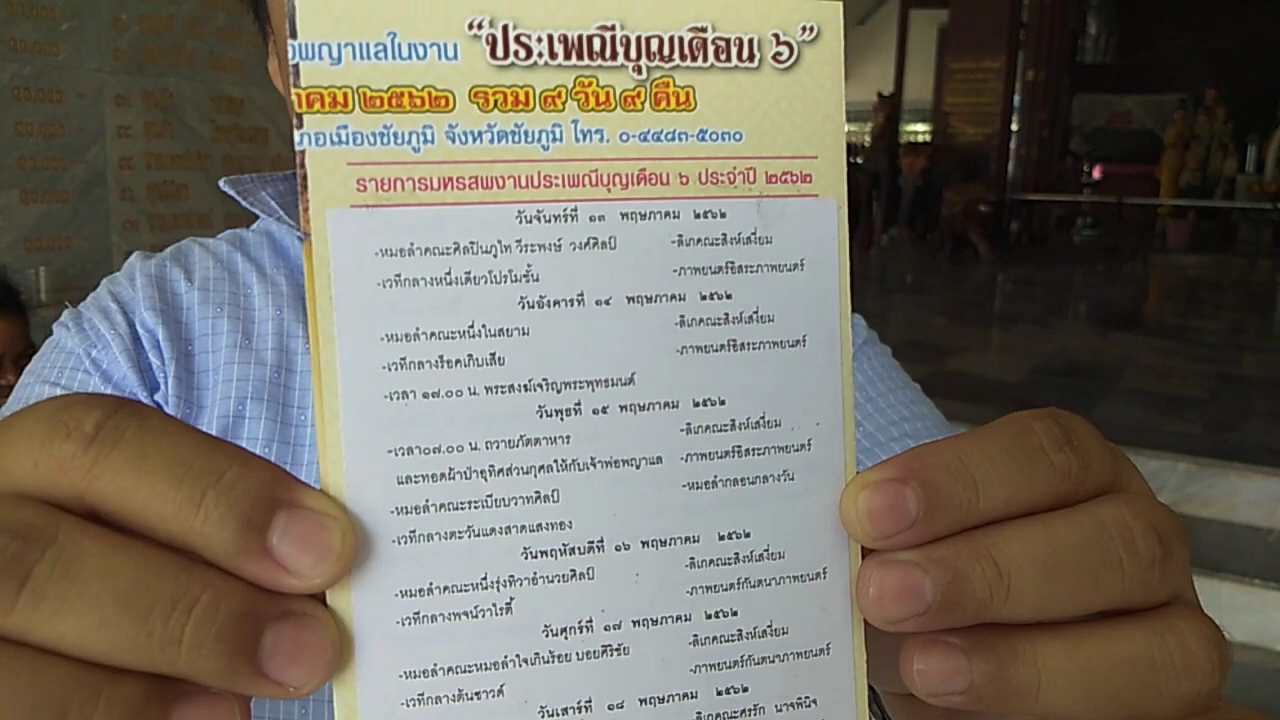 อพญาแลในงาน "ประเพณีบุญเดือน ๖"
าคม ๒๕๖๒ รวม ๙ วัน ๙ คืน
ภอเมืองชัยภูมิ จังหวัดชัยภูมิ โทร. ๐-๔๔๘๓-๕๐๓๐
รายการมหรสพงานประเพณีบุญเดือน ๖ ประจำปี ๒๕๖๒
วันจันทร์ที่ ๑๓ พฤษภาคม ๒๕๖๒
-หมอลำคณะศิลปินภูไท วีระพงษ์ วงศ์ศิลป์ -ลิเกคณะสิงห์เสงี่ยม
-เวทีกลางหนึ่งเดียวโปรโมชั้น -ภาพยนตร์อิสระภาพยนตร์
วันอังคารที่ ๑๔ พฤษภาคม ๒๕๖๒
-หมอลำคณะหนึ่งในสยาม -ลิเกคณะสิงห์เสงี่ยม
-เวทีกลางร็อคเกิบเสีย -ภาพยนตร์อิสระภาพยนตร์
-เวลา ๑๗.๐๐ น. พระสงฆ์เจริญพระพุทธมนต์
วันพุธที่ ๑๕ พฤษภาคม ๒๕๖๒
-เวลา๐๗.๐๐ น. ถวายภัตตาหาร -ลิเกคณะสิงห์เสงี่ยม
และทอดผ้าป่าอุทิศส่วนกุศลให้กับเจ้าพ่อพญาแล -ภาพยนตร์อิสระภาพยนตร์
-หมอลำคณะระเบียบวาทศิลป์ -หมอลำกลอนกลางวัน
-เวทีกลางตะวันแดงสาดแสงทอง
วันพฤหัสบดีที่ ๑๖ พฤษภาคม ๒๕๖๒
-หมอลำคณะหนึ่งรุ่งทิวาอำนวยศิลป์ -ลิเกคณะสิงห์เสงี่ยม
-เวทีกลางพจน์วาไรตี้ -ภาพยนตร์กันตนาภาพยนตร์
วันศุกร์ที่ ๑๗ พฤษภาคม ๒๕๖๒
-หมอลำคณะหมอลำใจเกินร้อย บอยศิริชัย -ลิเกคณะสิงห์เสงี่ยม
-เวทีกลางต้นซาวด์ -ภาพยนตร์กันตนาภาพยนตร์
วันเสาร์ที่ ๑๘ พฤษภาคม ๒๕๖๒
-ลิเกคณะศรรัก นาจพินิจ